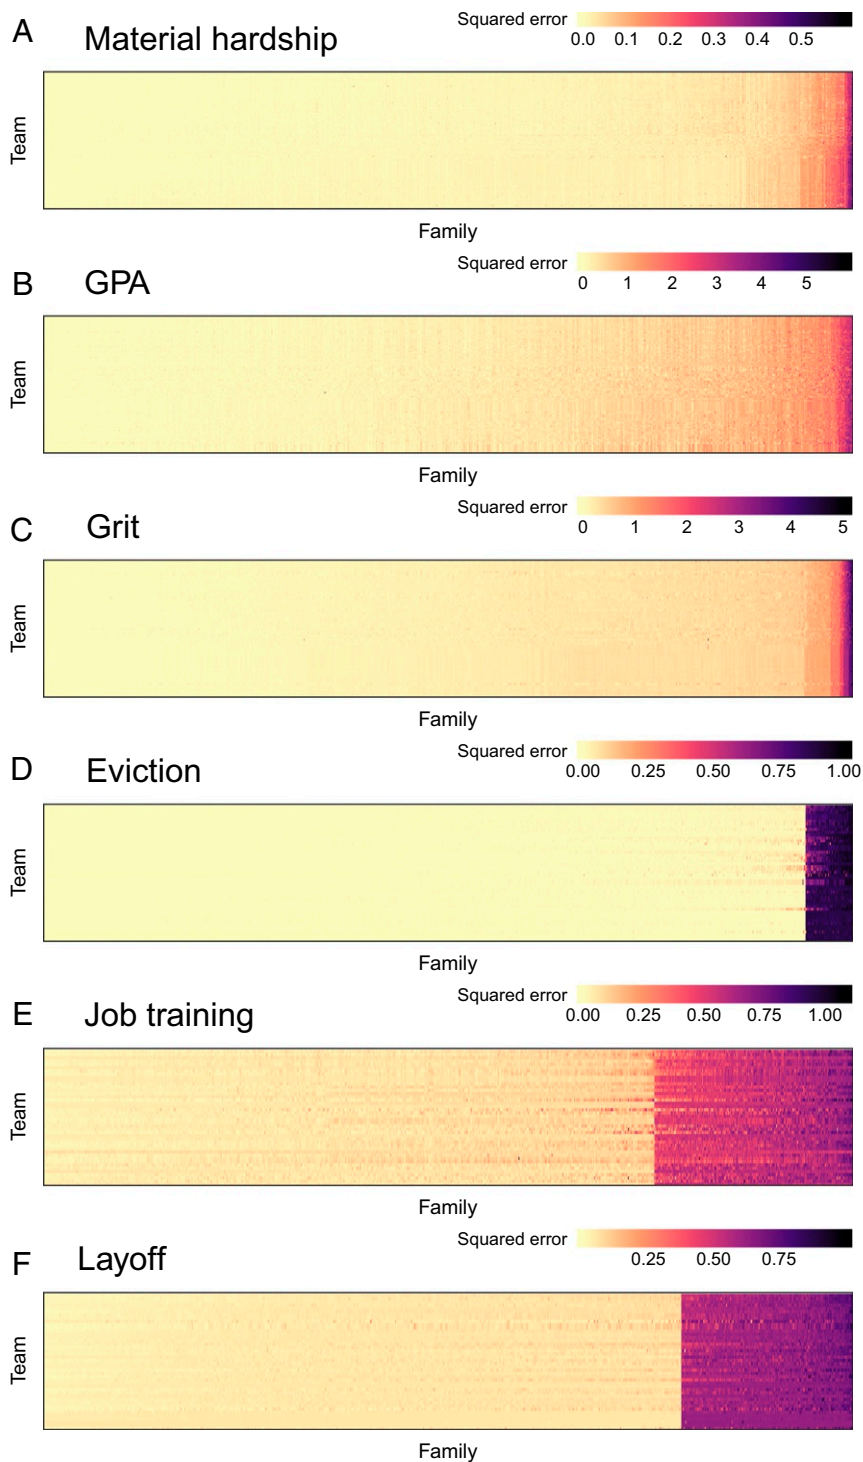 A
Material hardship
Squared error
0.0 0.1 0.2 0.3 0.4 0.5
Team
Family
B
GPA
Squared error
0 1 2 3 4 5
Team
Family
C
Grit
Squared error
0 1 2 3 4 5
Team
Family
D
Eviction
Squared error
0.00 0.25 0.50 0.75 1.00
Team
Family
E
Job training
Squared error
0.00 0.25 0.50 0.75 1.00
Team
Family
F
Layoff
Squared error
0.25 0.50 0.75
Team
Family